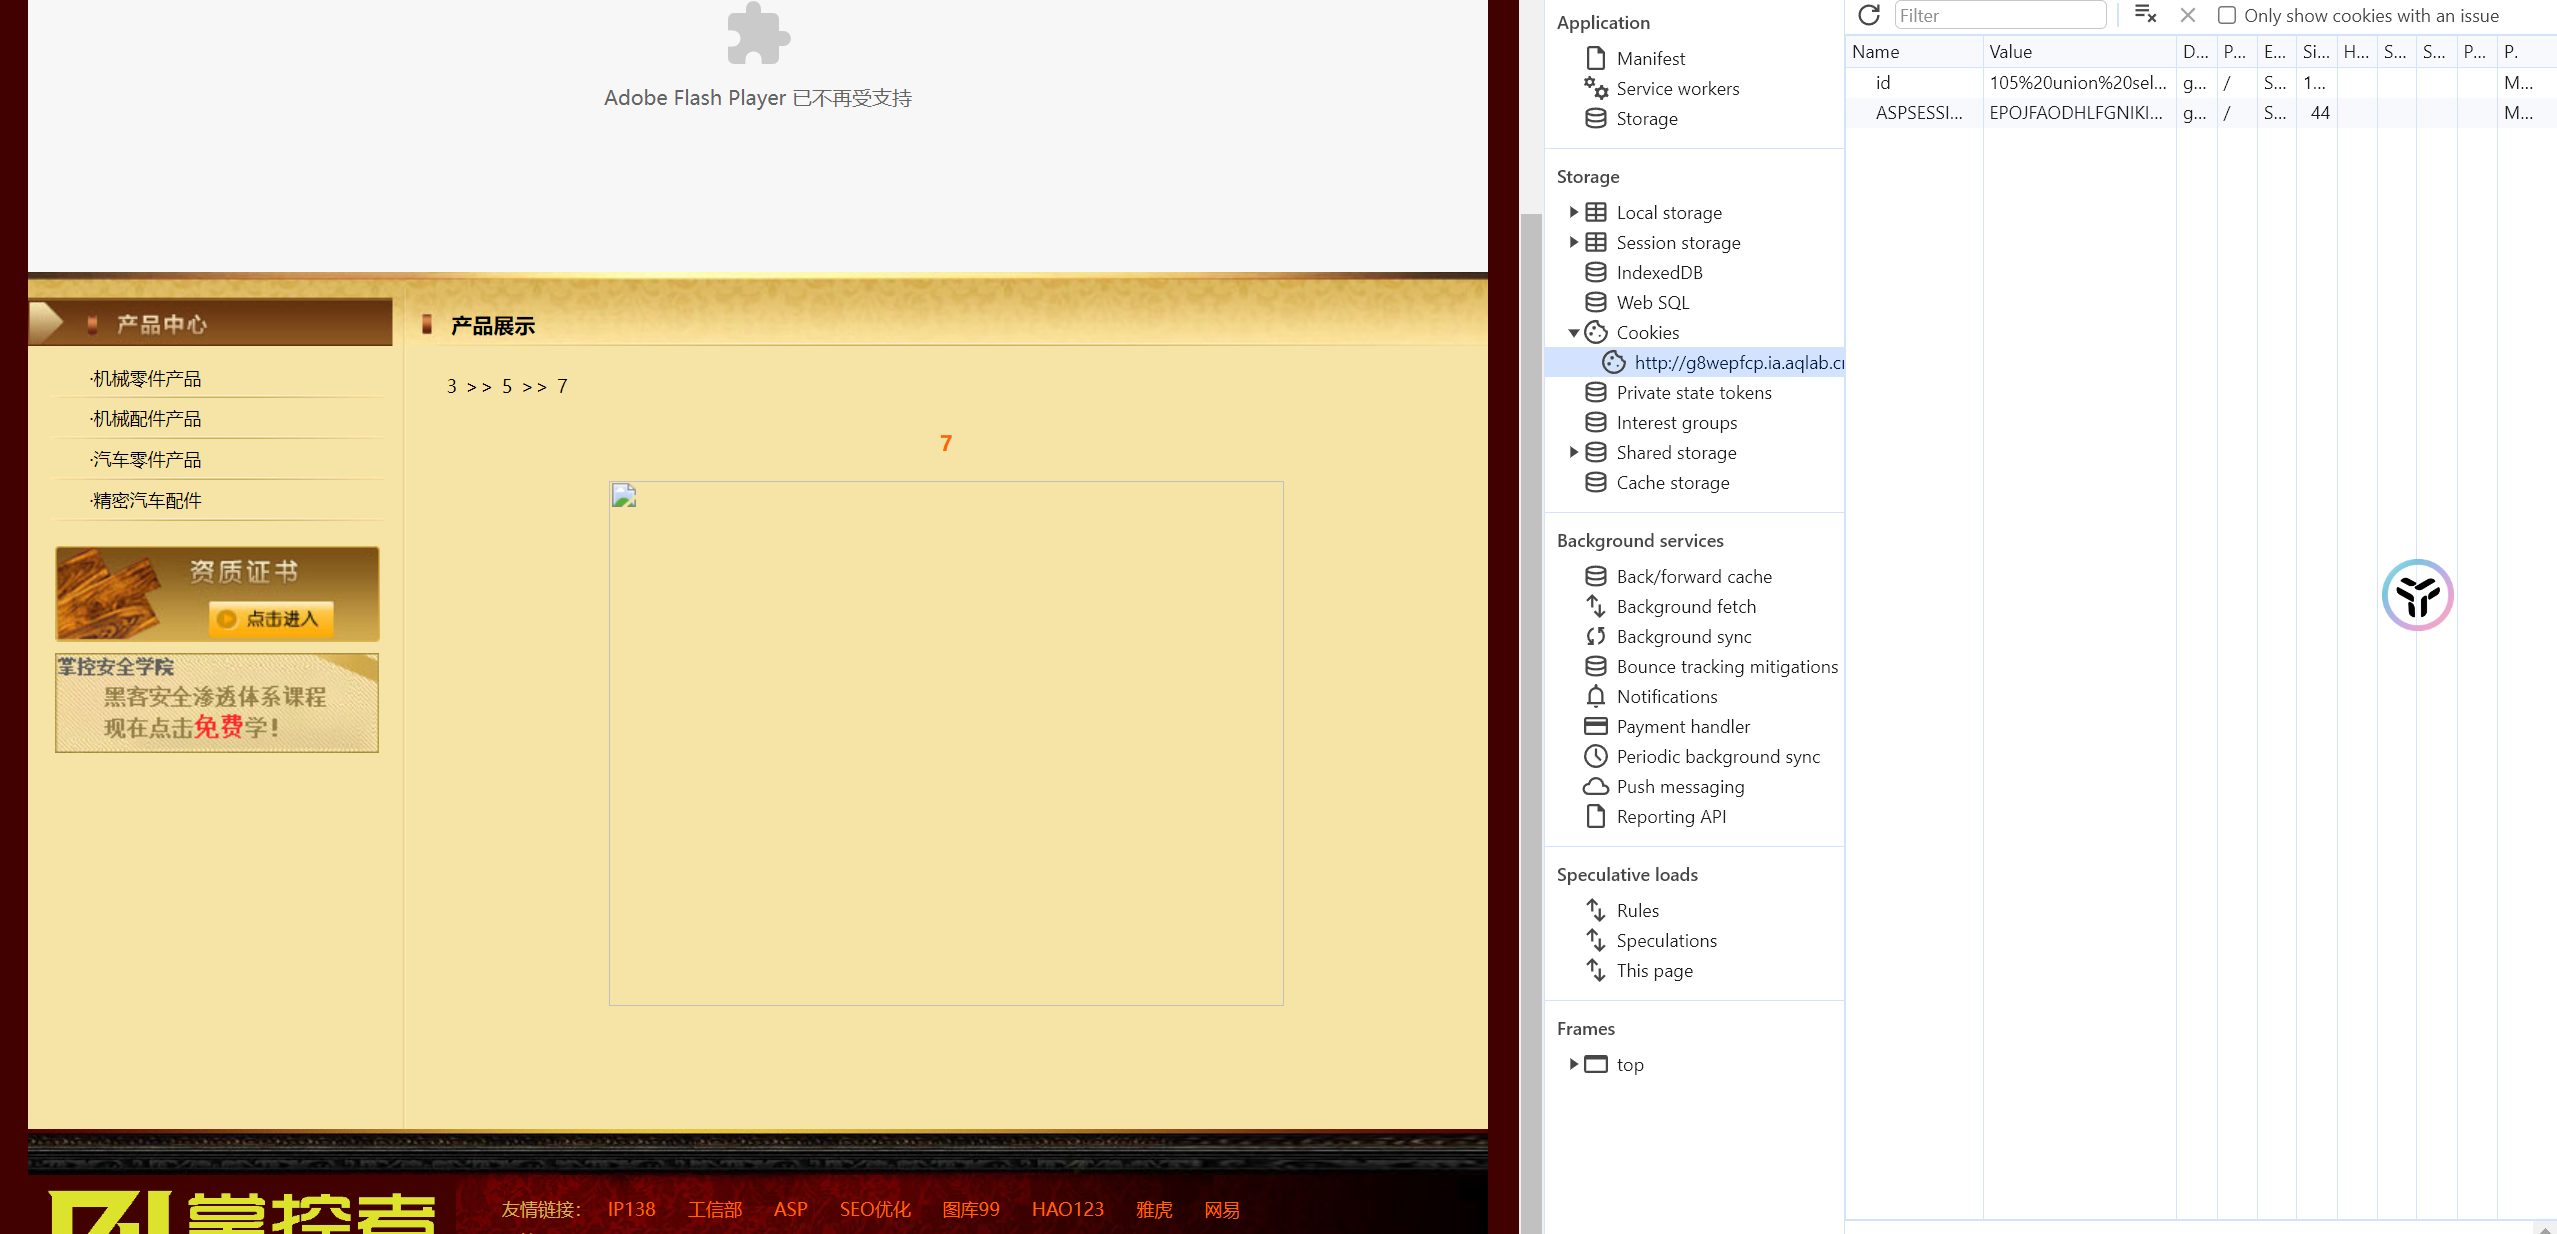 Adobe Flash Player 已不再受支持
产品中心
·机械零件产品
·机械配件产品
·汽车零件产品
·精密汽车配件
资质证书
点击进入
掌控安全学院
黑客安全渗透体系课程
现在点击免费学！
产品展示
3 >> 5 >> 7
7
掌控者
友情链接： IP138 工信部 ASP SEO优化 图库99 HAO123 雅虎 网易
Application
Manifest
Service workers
Storage
Storage
Local storage
Session storage
IndexedDB
Web SQL
Cookies
http://g8wepfcp.ia.aqlab.cr
Private state tokens
Interest groups
Shared storage
Cache storage
Background services
Back/forward cache
Background fetch
Background sync
Bounce tracking mitigations
Notifications
Payment handler
Periodic background sync
Push messaging
Reporting API
Speculative loads
Rules
Speculations
This page
Frames
top
Filter
Only show cookies with an issue
Name Value D... P... E... Si... H... S... S... P... P.
id 105%20union%20sel... g... / S... 1... M...
ASPSESSI... EPOJFAODHLFGNIKI... g... / S... 44 M...